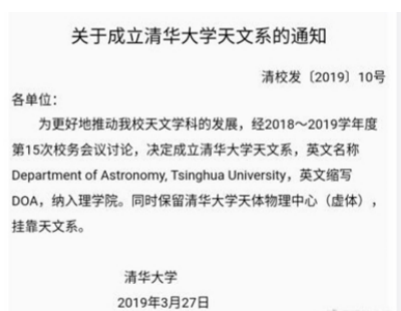 关于成立清华大学天文系的通知
清校发〔2019〕10号
各单位：
为更好地推动我校天文学科的发展，经2018～2019学年度
第15次校务会议讨论，决定成立清华大学天文系，英文名称
Department of Astronomy, Tsinghua University，英文缩写
DOA，纳入理学院。同时保留清华大学天体物理中心（虚体），
挂靠天文系。
清华大学
2019年3月27日